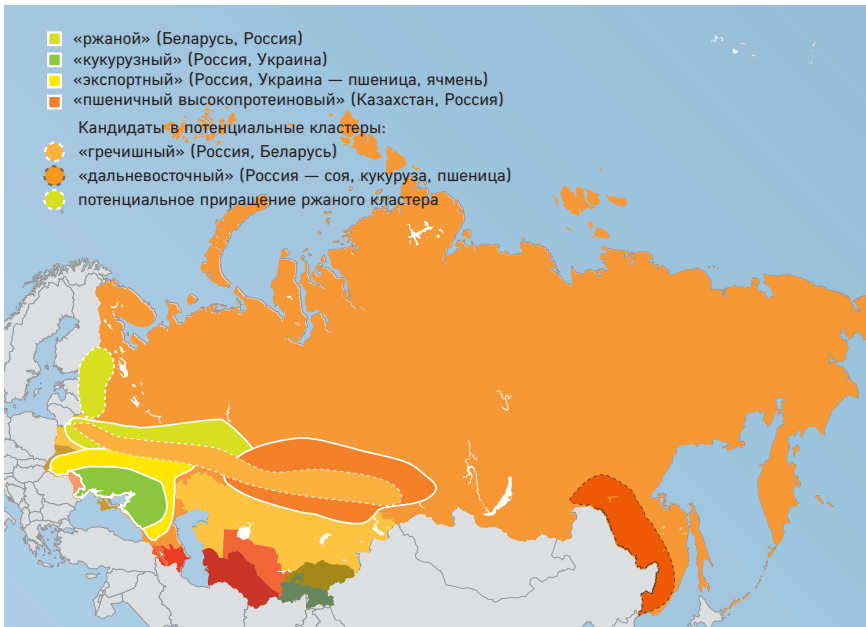 «ржаной» (Беларусь, Россия)
«кукурузный» (Россия, Украина)
«экспортный» (Россия, Украина — пшеница, ячмень)
«пшеничный высокопротеиновый» (Казахстан, Россия)
Кандидаты в потенциальные кластеры:
«гречишный» (Россия, Беларусь)
«дальневосточный» (Россия — соя, кукуруза, пшеница)
потенциальное приращение ржаного кластера